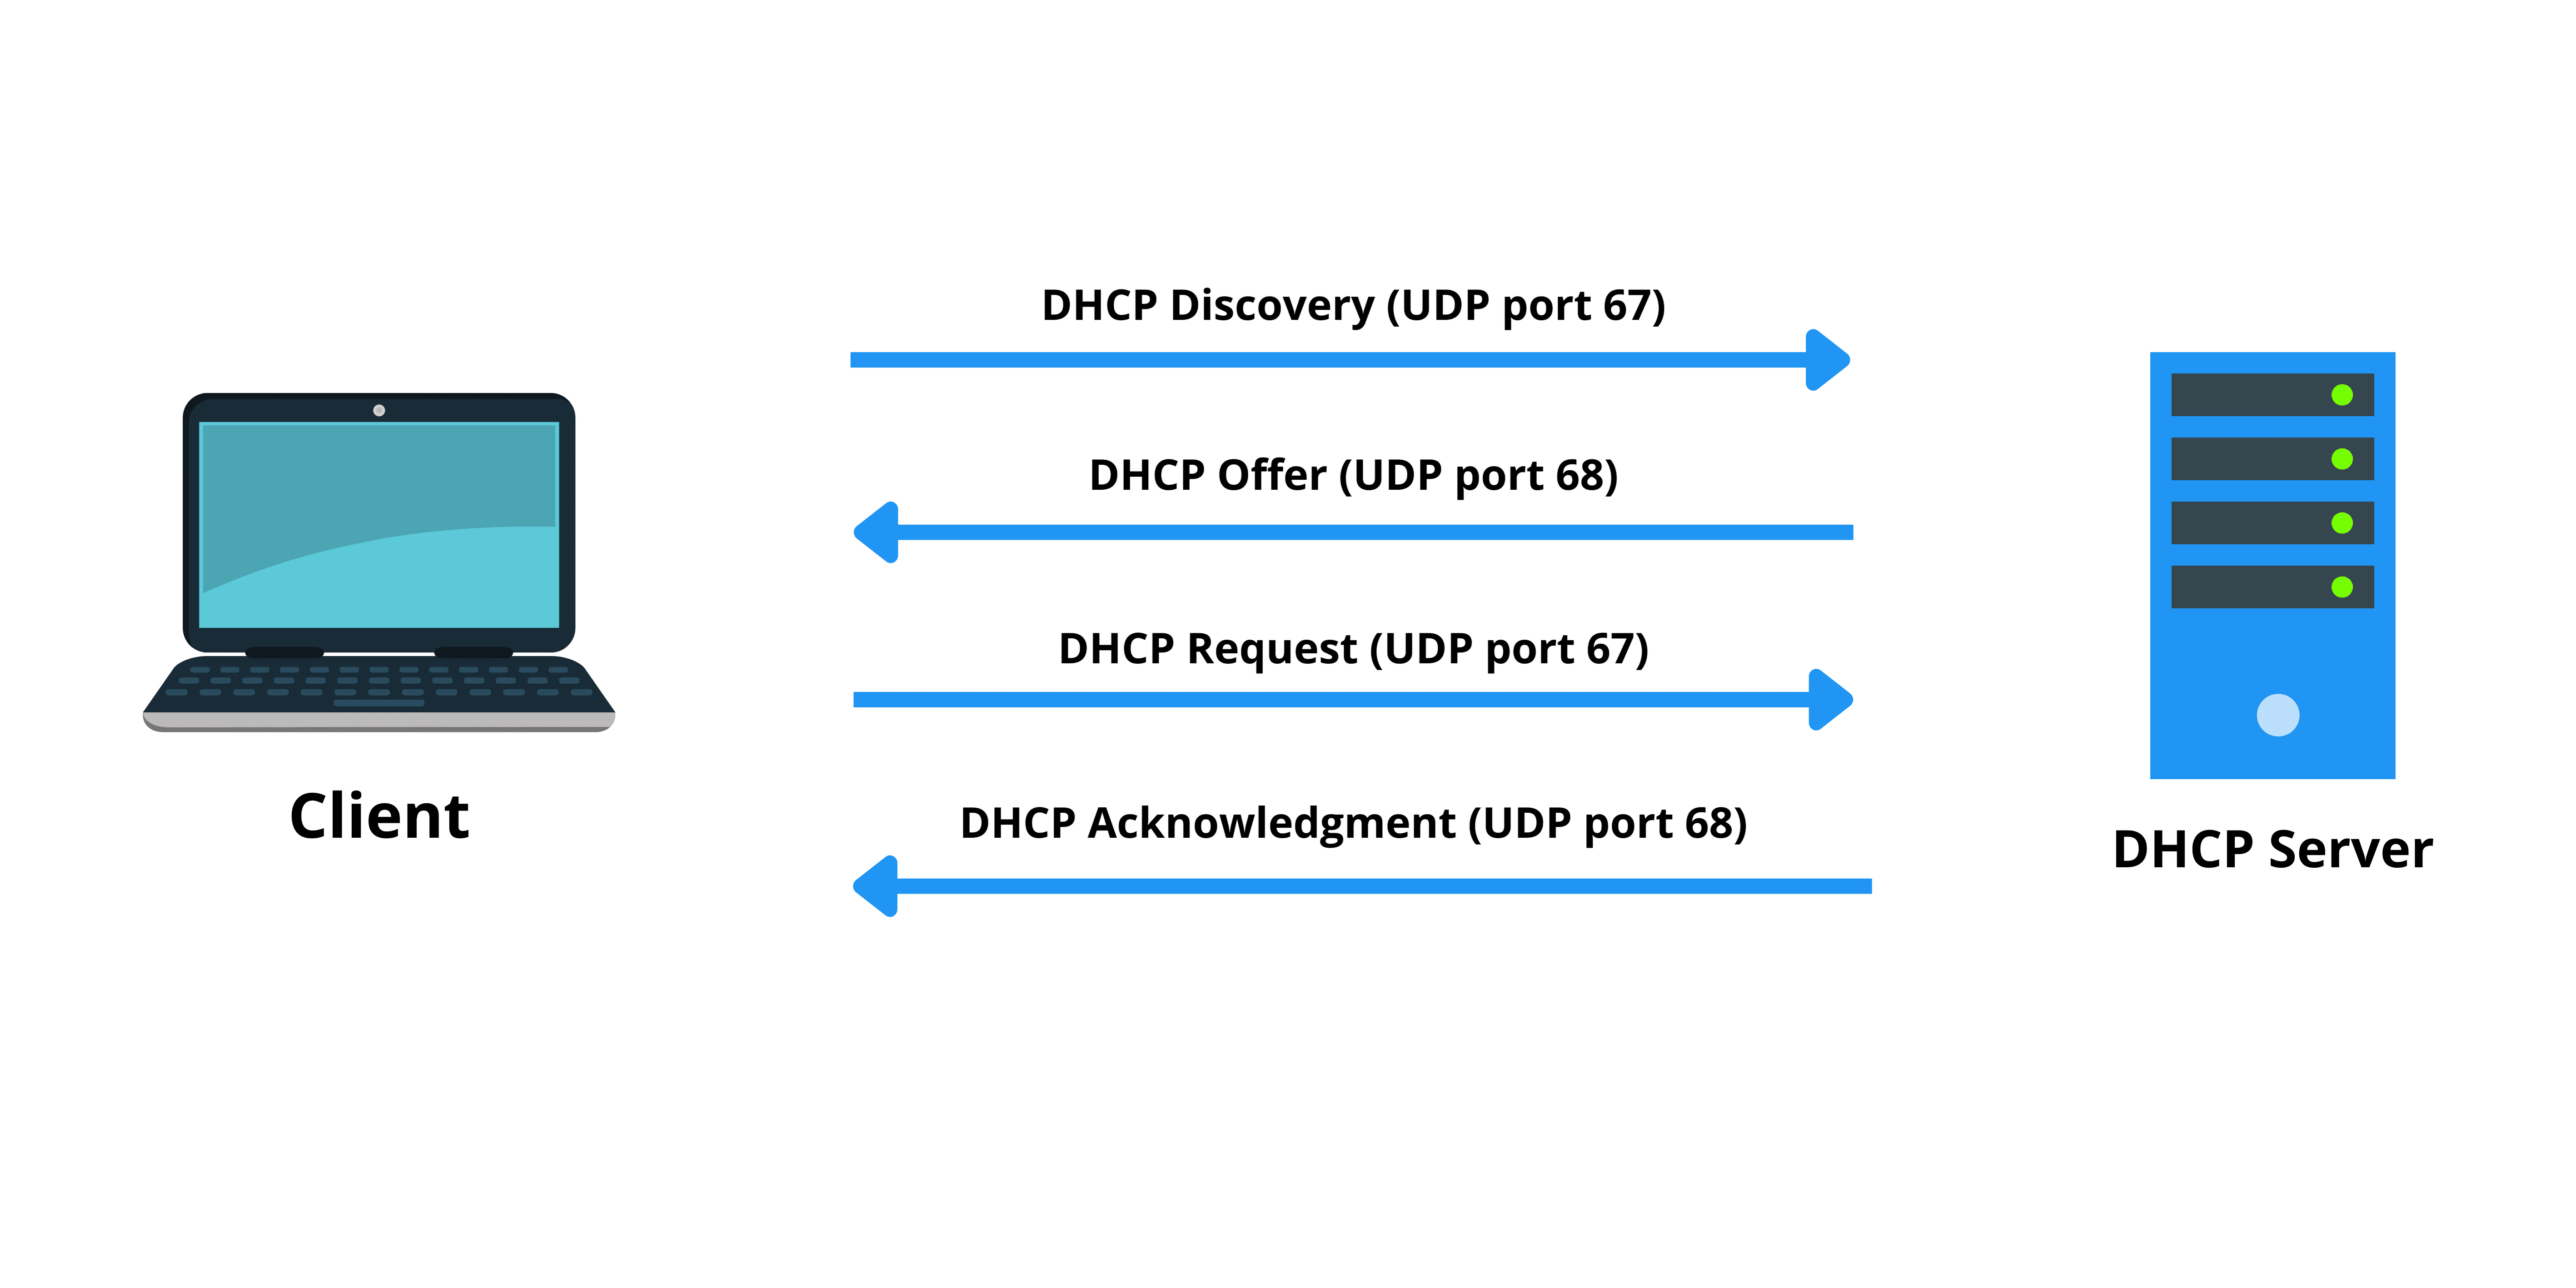 DHCP Discovery (UDP port 67)
DHCP Offer (UDP port 68)
DHCP Request (UDP port 67)
DHCP Acknowledgment (UDP port 68)
Client
DHCP Server